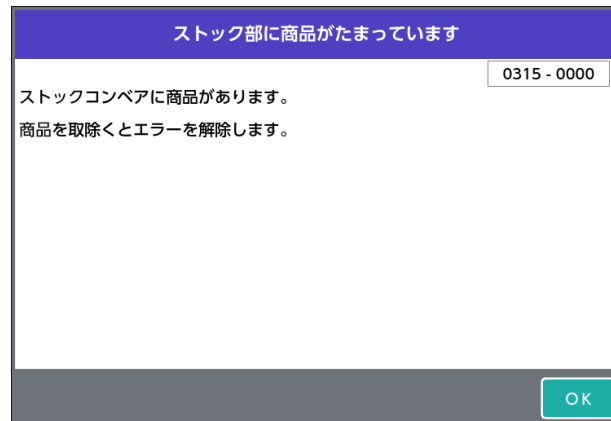 ストック部に商品がたまっています
0315 - 0000
ストックコンベアに商品があります。
商品を取除くとエラーを解除します。
OK